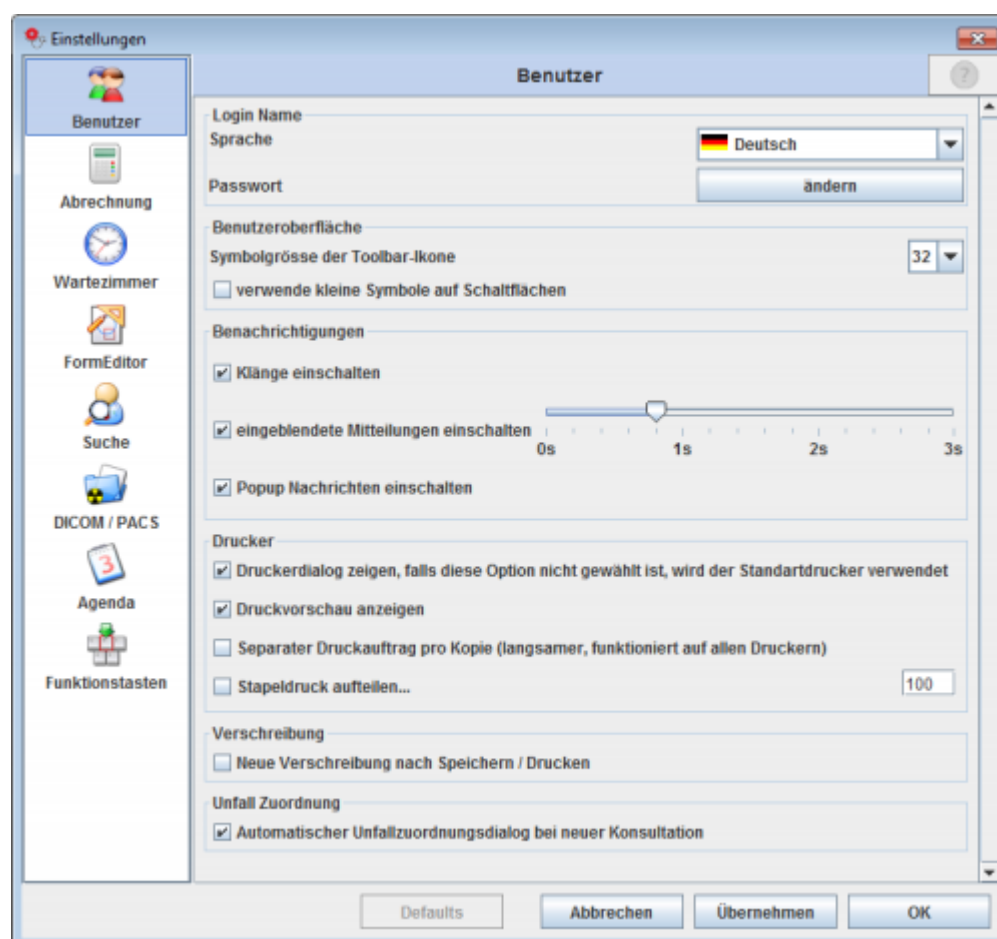 Einstellungen
Benutzer
?
Benutzer
Abrechnung
Wartezimmer
FormEditor
Suche
DICOM / PACS
3
Agenda
Funktionstasten
Login Name
Sprache
Deutsch
Passwort
ändern
Benutzeroberfläche
Symbolgrösse der Toolbar-Ikone
32
verwende kleine Symbole auf Schaltflächen
Benachrichtigungen
Klänge einschalten
eingeblendete Mitteilungen einschalten
0s 1s 2s 3s
Popup Nachrichten einschalten
Drucker
Druckerdialog zeigen, falls diese Option nicht gewählt ist, wird der Standartdrucker verwendet
Druckvorschau anzeigen
Separater Druckauftrag pro Kopie (langsamer, funktioniert auf allen Druckern)
Stapeldruck aufteilen...
100
Verschreibung
Neue Verschreibung nach Speichern / Drucken
Unfall Zuordnung
Automatischer Unfallzuordnungsdialog bei neuer Konsultation
Defaults
Abbrechen
Übernehmen
OK